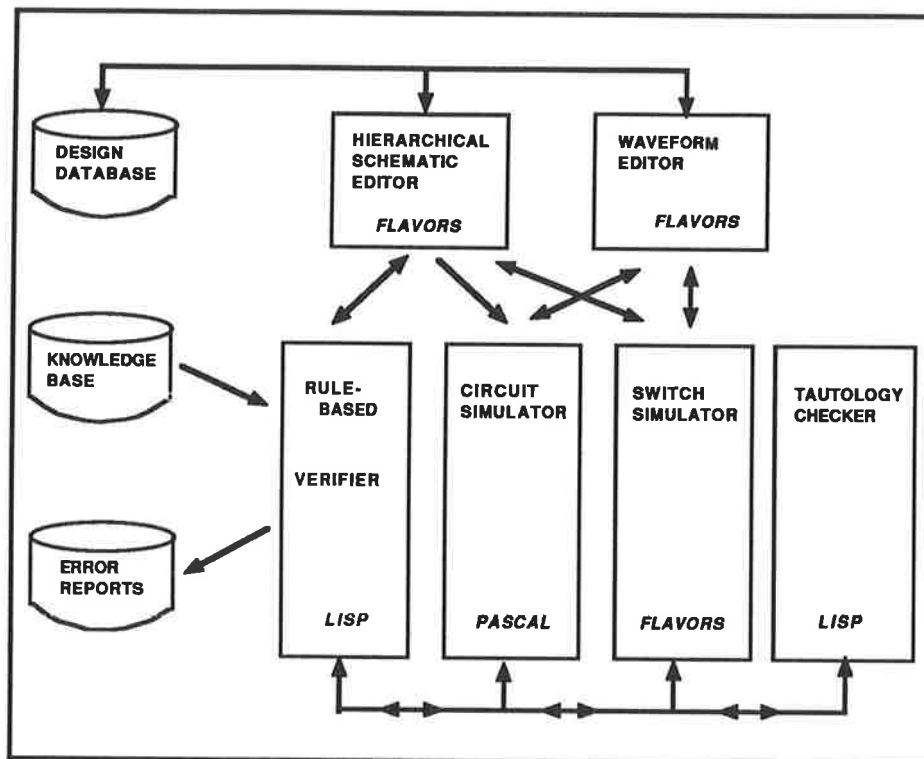 DESIGN
DATABASE
HIERARCHICAL
SCHEMATIC
EDITOR
FLAVORS
WAVEFORM
EDITOR
FLAVORS
KNOWLEDGE
BASE
RULE-
BASED
VERIFIER
LISP
CIRCUIT
SIMULATOR
PASCAL
SWITCH
SIMULATOR
FLAVORS
TAUTOLOGY
CHECKER
LISP
ERROR
REPORTS